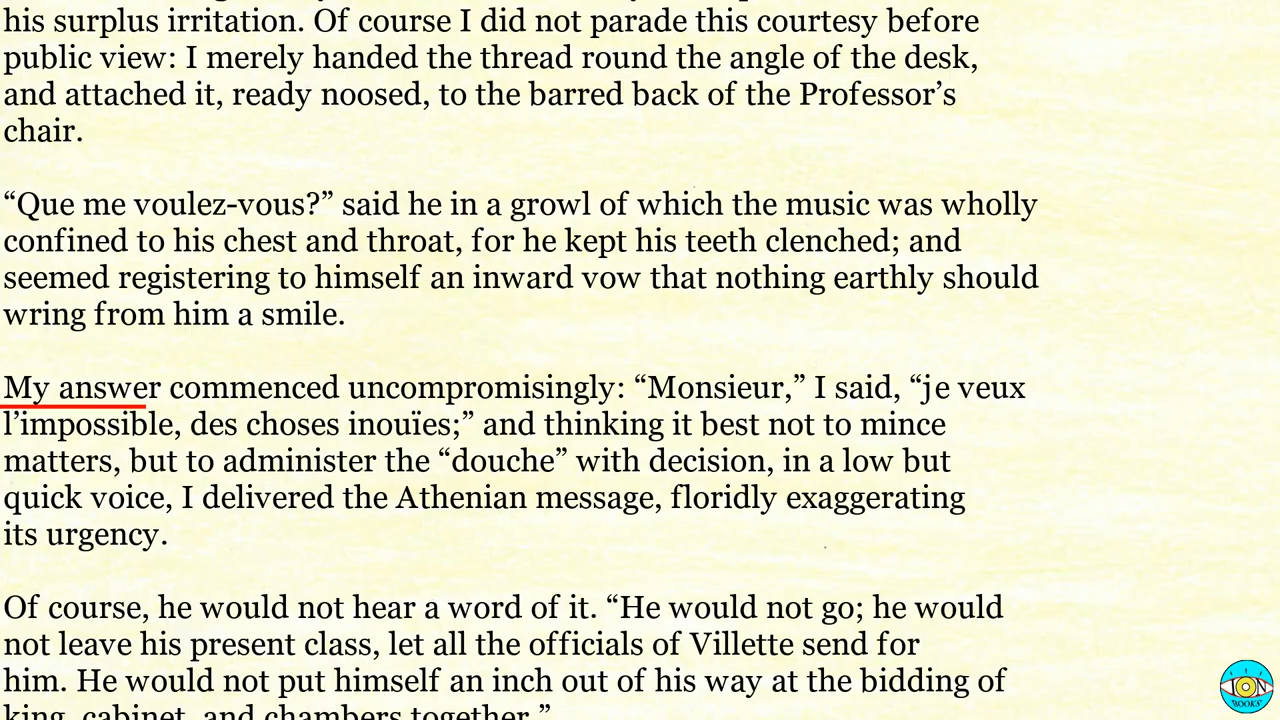 his surplus irritation. Of course I did not parade this courtesy before
public view: I merely handed the thread round the angle of the desk,
and attached it, ready noosed, to the barred back of the Professor’s
chair.
“Que me voulez-vous?” said he in a growl of which the music was wholly
confined to his chest and throat, for he kept his teeth clenched; and
seemed registering to himself an inward vow that nothing earthly should
wring from him a smile.
My answer commenced uncompromisingly: “Monsieur,” I said, “je veux
l’impossible, des choses inouïes;” and thinking it best not to mince
matters, but to administer the “douche” with decision, in a low but
quick voice, I delivered the Athenian message, floridly exaggerating
its urgency.
Of course, he would not hear a word of it. “He would not go; he would
not leave his present class, let all the officials of Villette send for
him. He would not put himself an inch out of his way at the bidding of
king, cabinet, and chambers together.”
ION
BOOKS